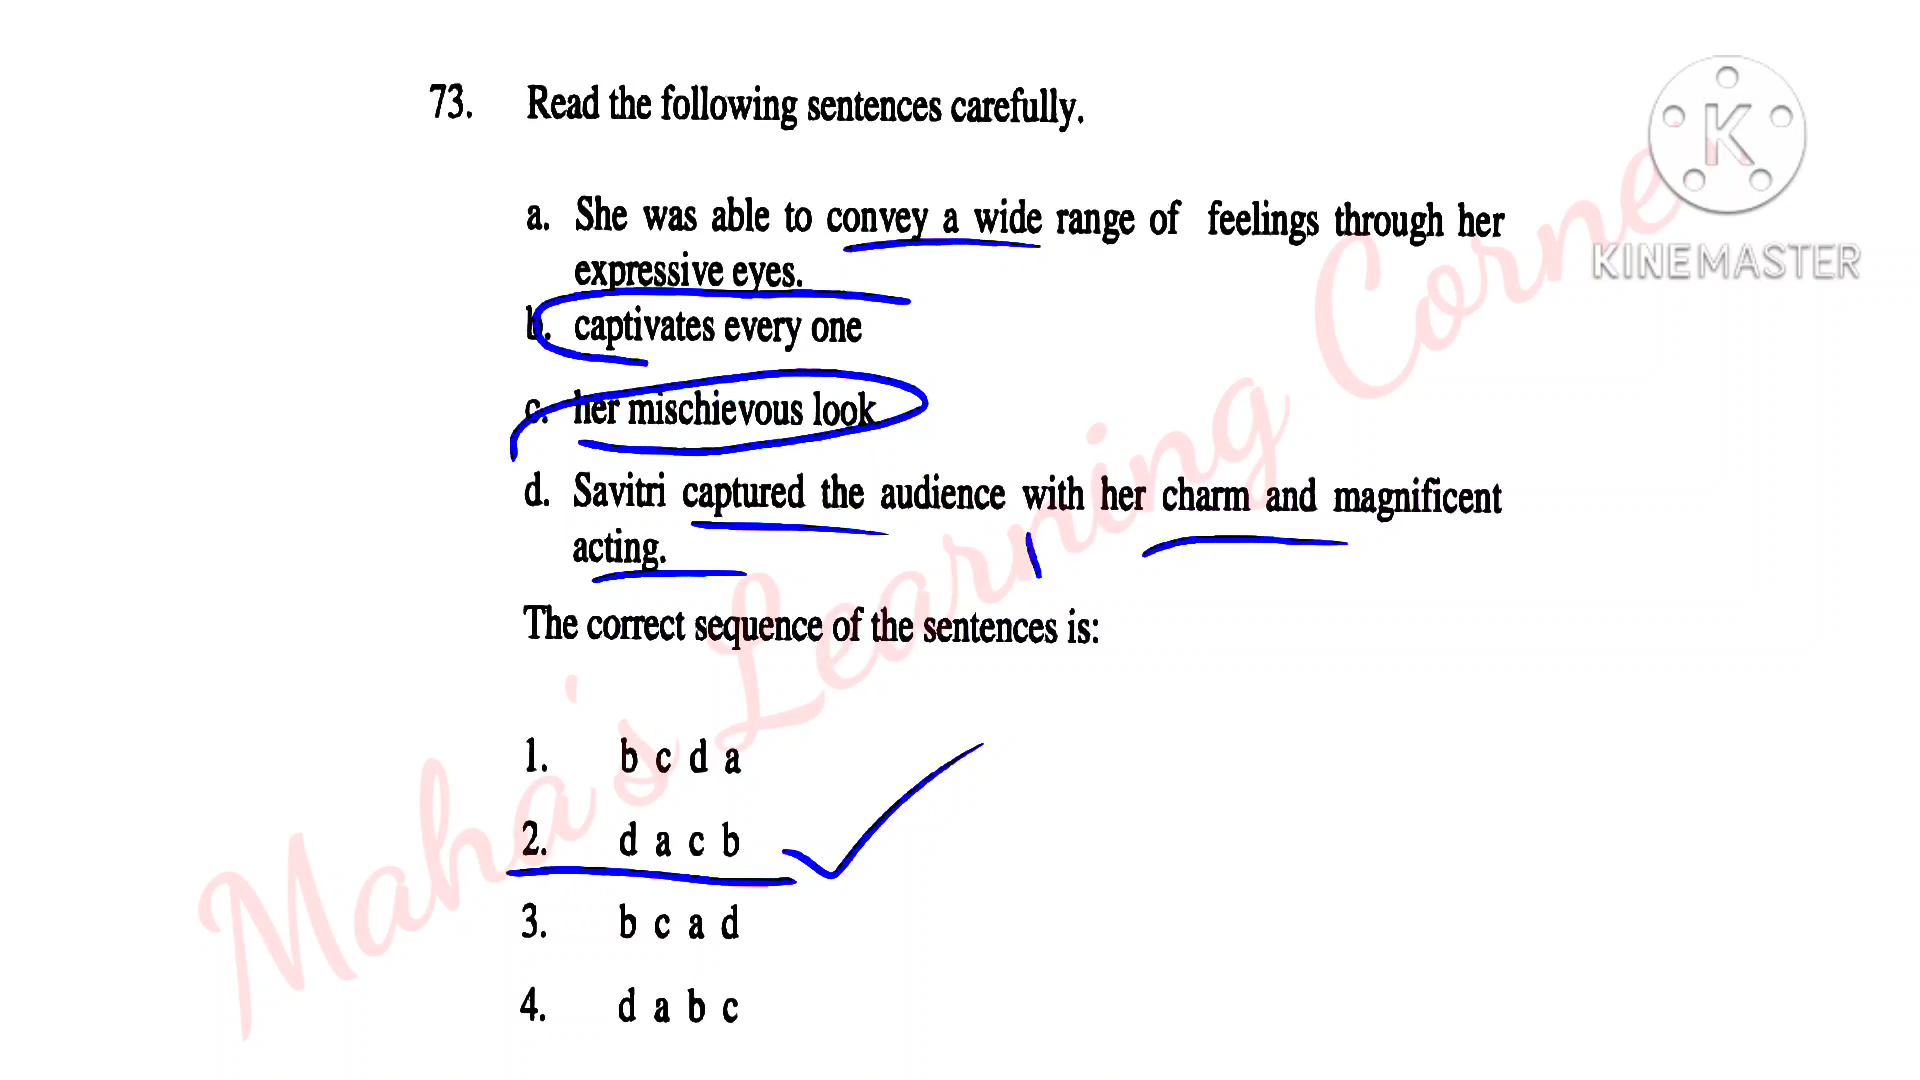 73. Read the following sentences carefully.
a. She was able to convey a wide range of feelings through her
expressive eyes.
b. captivates every one
c. her mischievous look
d. Savitri captured the audience with her charm and magnificent
acting.
The correct sequence of the sentences is:
1. b c d a
2. d a c b
3. b c a d
4. d a b c
Maha's Learning Corner
K
KINEMASTER